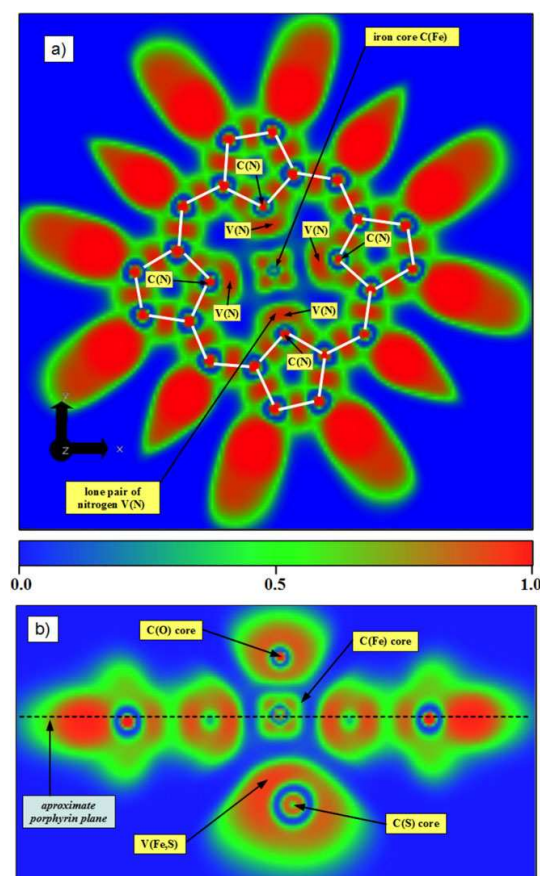 a)
iron core C(Fe)
C(N)
V(N)
V(N)
C(N)
C(N)
V(N)
V(N)
C(N)
Z
x
lone pair of
nitrogen V(N)
0.0
0.5
1.0
b)
C(O) core
C(Fe) core
aproximate
porphyrin plane
V(Fe,S)
C(S) core